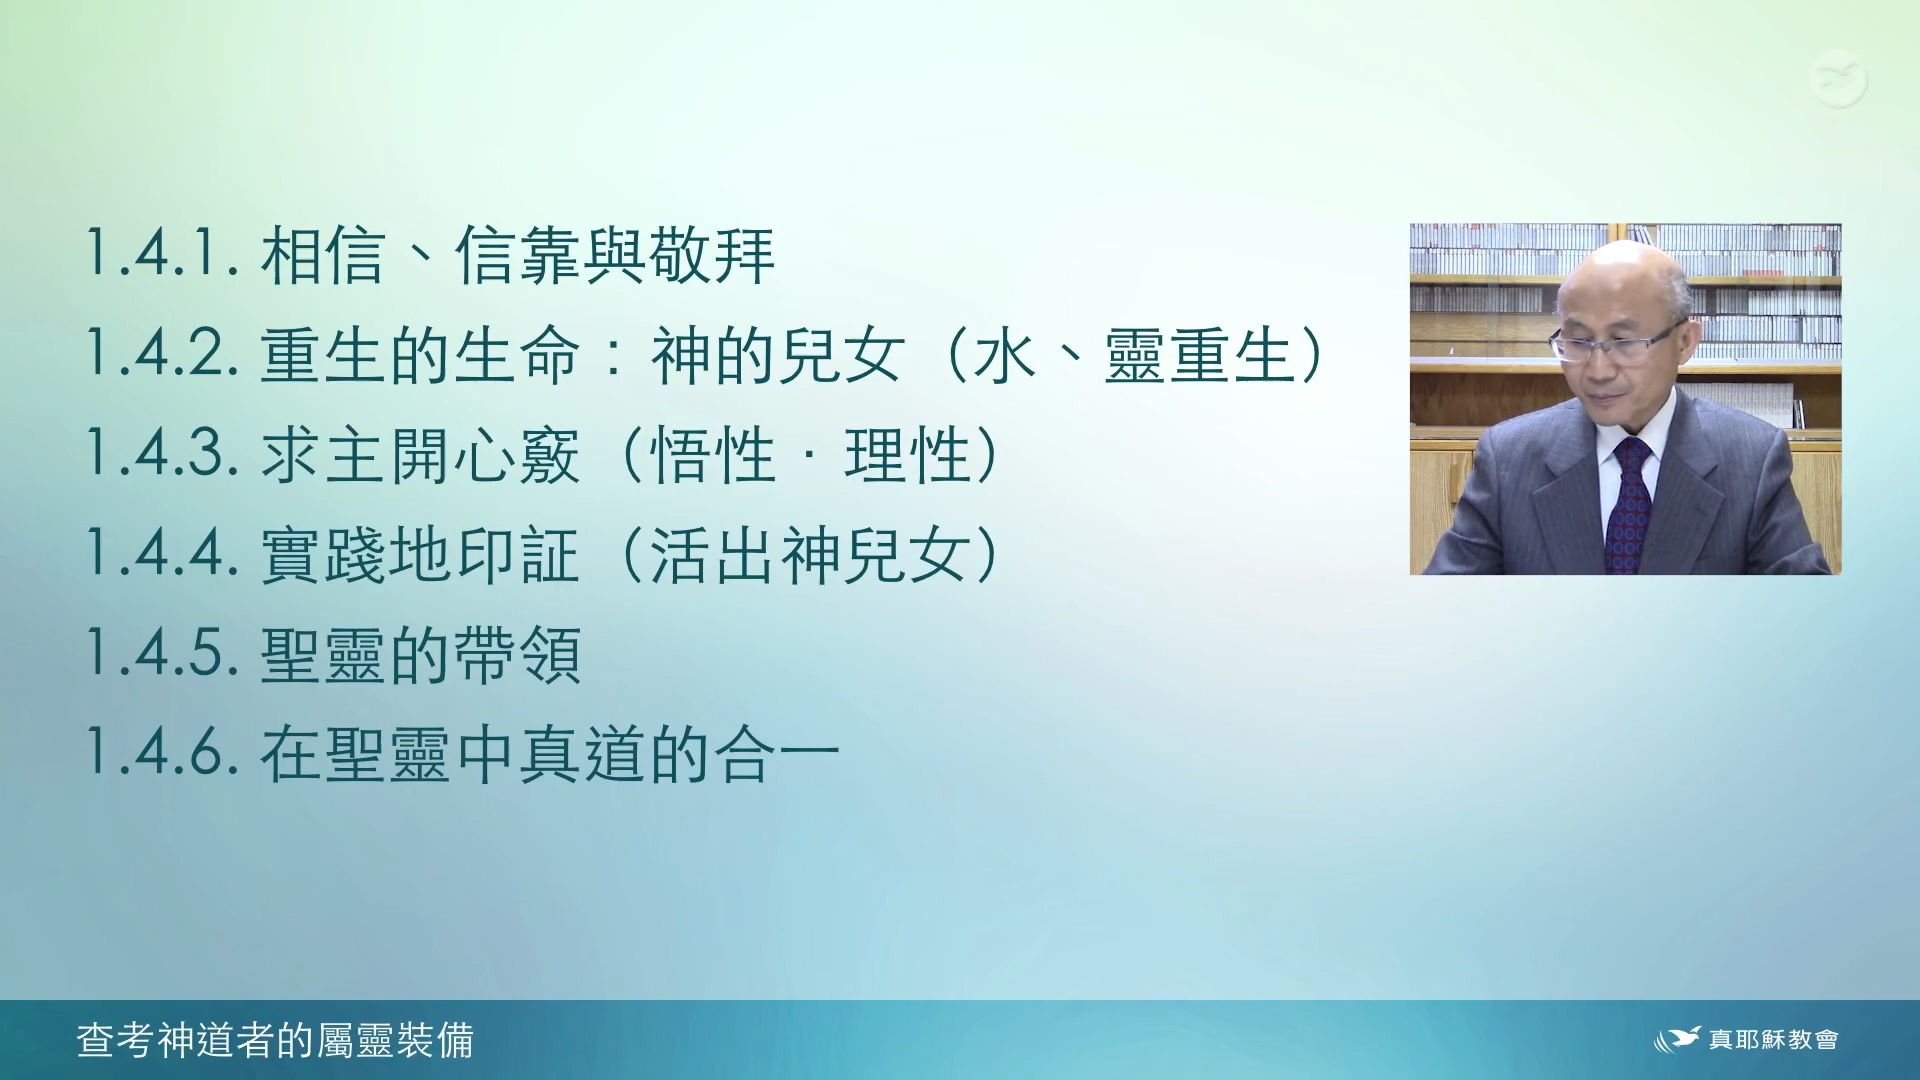 1.4.1. 相信、信靠與敬拜
1.4.2. 重生的生命：神的兒女（水、靈重生）
1.4.3. 求主開心竅（悟性．理性）
1.4.4. 實踐地印証（活出神兒女）
1.4.5. 聖靈的帶領
1.4.6. 在聖靈中真道的合一
查考神道者的屬靈裝備
真耶穌教會